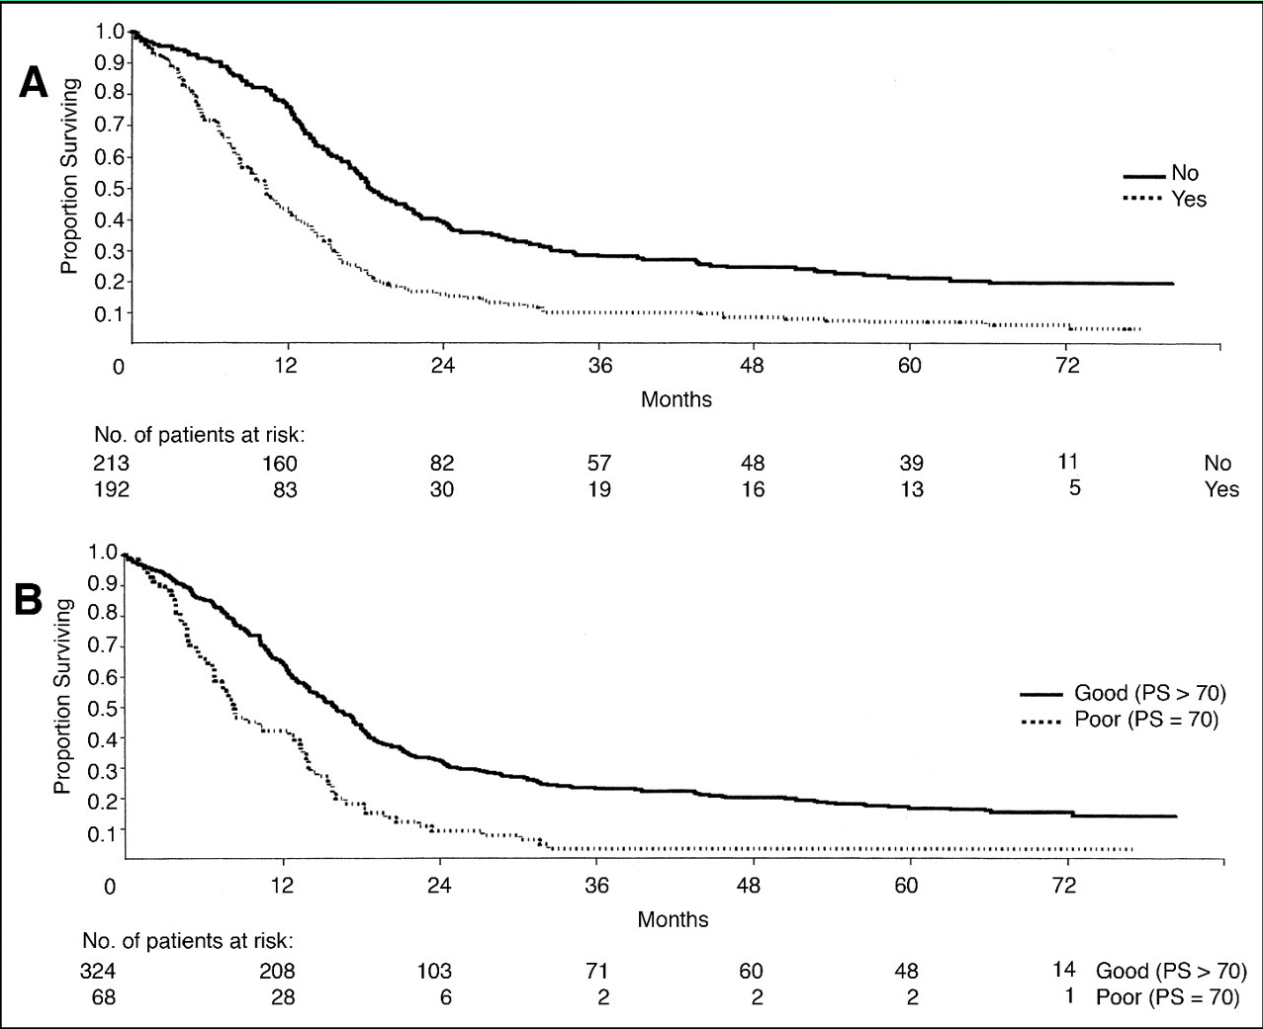 A
Proportion Surviving
1.0
0.9
0.8
0.7
0.6
0.5
0.4
0.3
0.2
0.1
No
Yes
0 12 24 36 48 60 72
Months
No. of patients at risk:
213 160 82 57 48 39 11 No
192 83 30 19 16 13 5 Yes
B
Proportion Surviving
1.0
0.9
0.8
0.7
0.6
0.5
0.4
0.3
0.2
0.1
Good (PS > 70)
Poor (PS = 70)
0 12 24 36 48 60 72
Months
No. of patients at risk:
324 208 103 71 60 48 14 Good (PS > 70)
68 28 6 2 2 2 1 Poor (PS = 70)